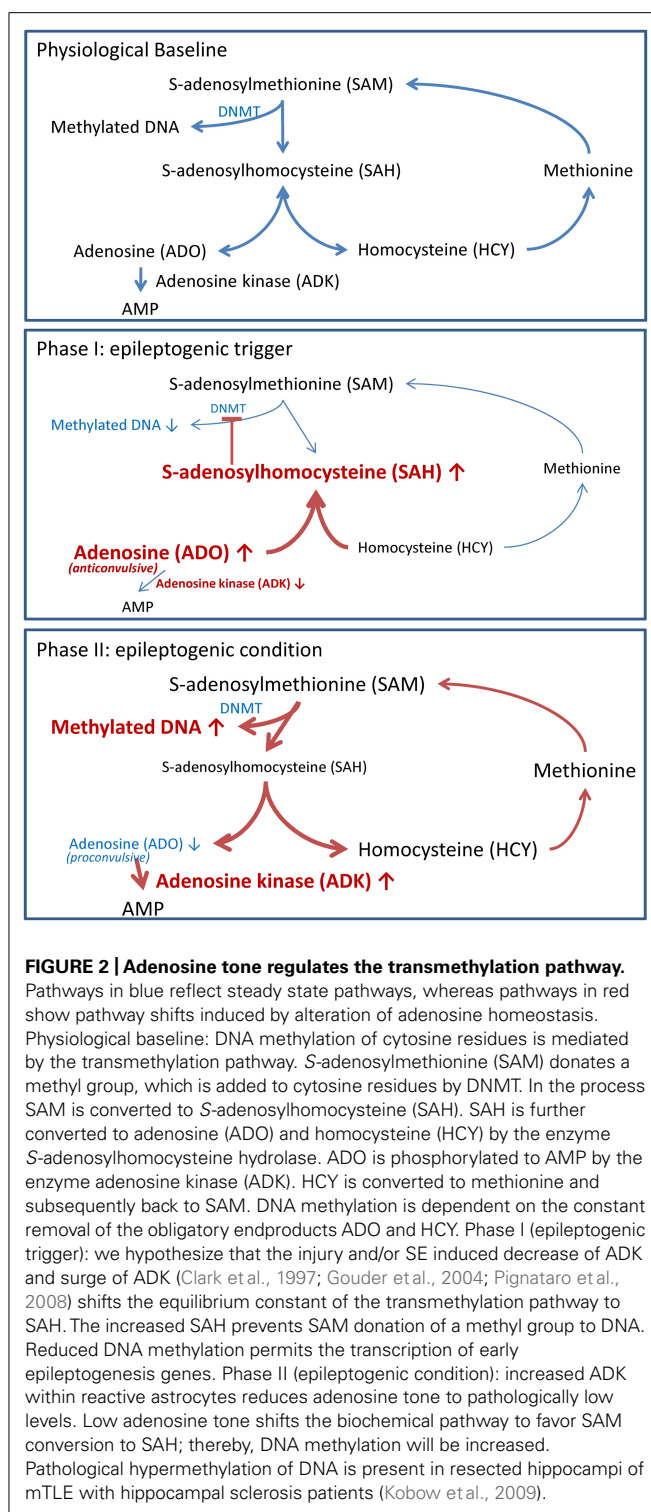 Physiological Baseline
S-adenosylmethionine (SAM)
DNMT
Methylated DNA
S-adenosylhomocysteine (SAH)
Methionine
Adenosine (ADO)
Homocysteine (HCY)
Adenosine kinase (ADK)
AMP
Phase I: epileptogenic trigger
S-adenosylmethionine (SAM)
DNMT
Methylated DNA ↓
S-adenosylhomocysteine (SAH) ↑
Methionine
Adenosine (ADO) ↑
Homocysteine (HCY)
(anticonvulsive)
Adenosine kinase (ADK) ↓
AMP
Phase II: epileptogenic condition
S-adenosylmethionine (SAM)
DNMT
Methylated DNA ↑
S-adenosylhomocysteine (SAH)
Methionine
Adenosine (ADO) ↓
Homocysteine (HCY)
(proconvulsive)
Adenosine kinase (ADK) ↑
AMP
FIGURE 2 | Adenosine tone regulates the transmethylation pathway.
Pathways in blue reflect steady state pathways, whereas pathways in red
show pathway shifts induced by alteration of adenosine homeostasis.
Physiological baseline: DNA methylation of cytosine residues is mediated
by the transmethylation pathway. S-adenosylmethionine (SAM) donates a
methyl group, which is added to cytosine residues by DNMT. In the process
SAM is converted to S-adenosylhomocysteine (SAH). SAH is further
converted to adenosine (ADO) and homocysteine (HCY) by the enzyme
S-adenosylhomocysteine hydrolase. ADO is phosphorylated to AMP by the
enzyme adenosine kinase (ADK). HCY is converted to methionine and
subsequently back to SAM. DNA methylation is dependent on the constant
removal of the obligatory endproducts ADO and HCY. Phase I (epileptogenic
trigger): we hypothesize that the injury and/or SE induced decrease of ADK
and surge of ADK (Clark et al., 1997; Gouder et al., 2004; Pignataro et al.,
2008) shifts the equilibrium constant of the transmethylation pathway to
SAH. The increased SAH prevents SAM donation of a methyl group to DNA.
Reduced DNA methylation permits the transcription of early
epileptogenesis genes. Phase II (epileptogenic condition): increased ADK
within reactive astrocytes reduces adenosine tone to pathologically low
levels. Low adenosine tone shifts the biochemical pathway to favor SAM
conversion to SAH; thereby, DNA methylation will be increased.
Pathological hypermethylation of DNA is present in resected hippocampi of
mTLE with hippocampal sclerosis patients (Kobow et al., 2009).